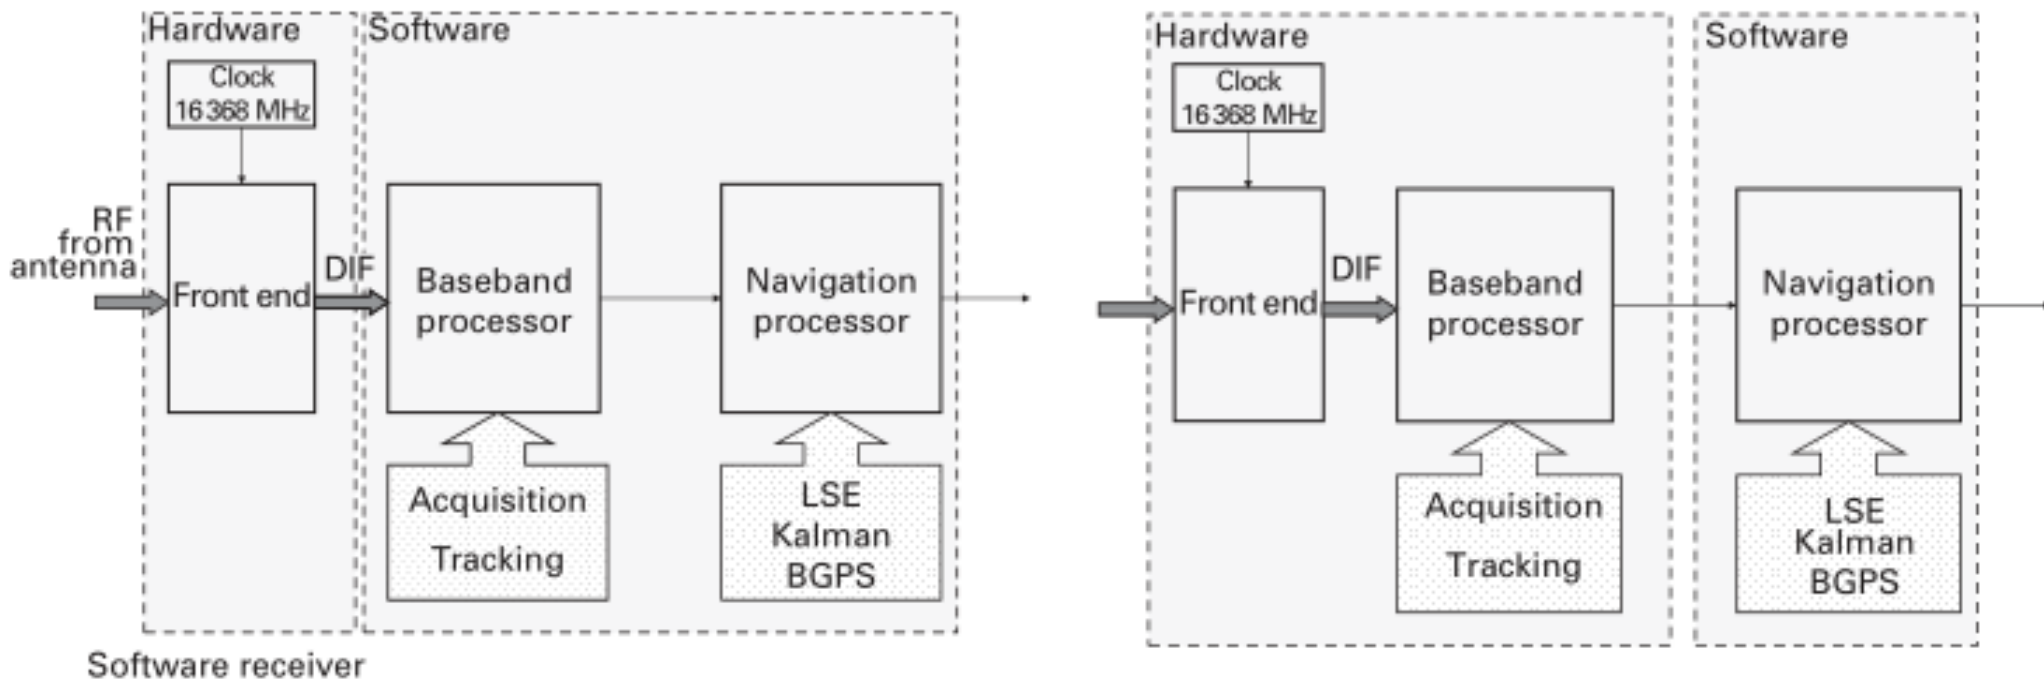 Hardware
Software
Clock
16 368 MHz
RF
from
antenna
Front end
DIF
Baseband
processor
Navigation
processor
Acquisition
Tracking
LSE
Kalman
BGPS
Software receiver
Hardware
Software
Clock
16 368 MHz
Front end
DIF
Baseband
processor
Navigation
processor
Acquisition
Tracking
LSE
Kalman
BGPS